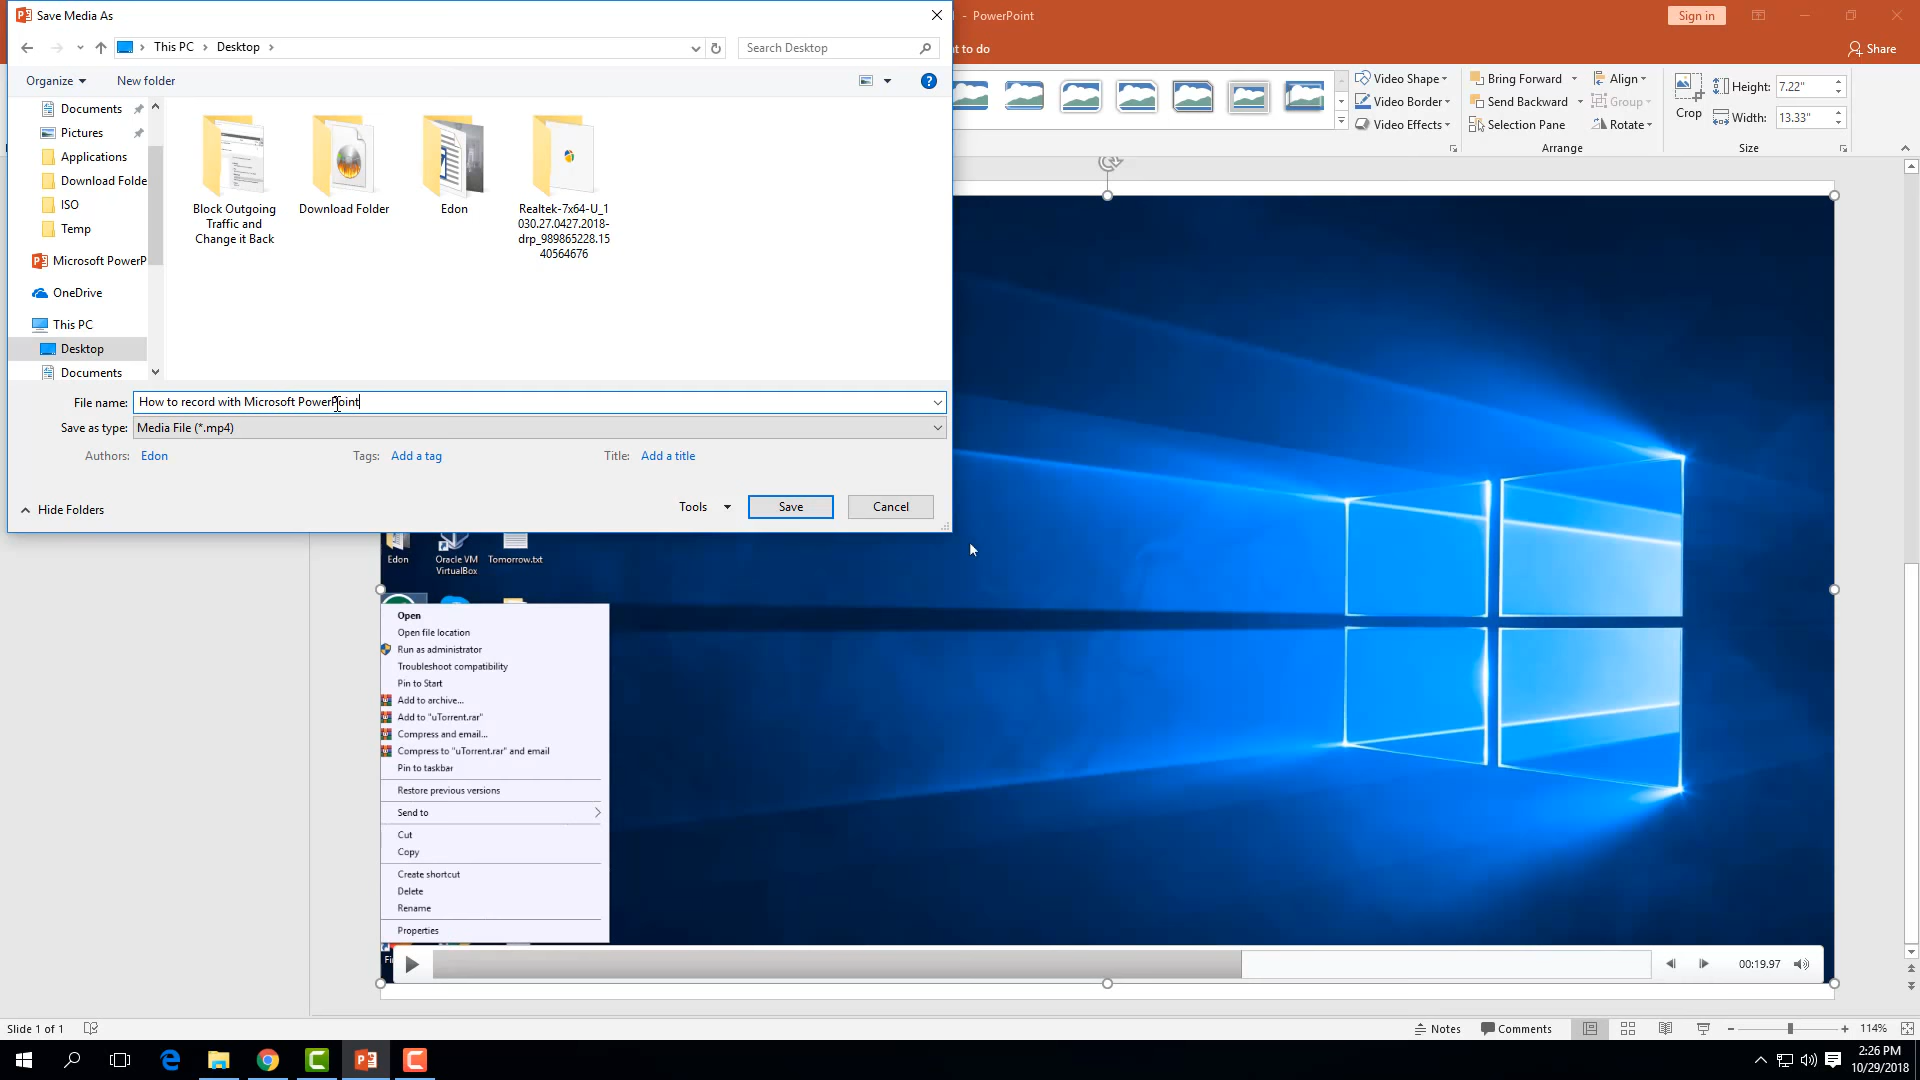 Save Media As
- PowerPoint
Sign in
This PC
Desktop
Search Desktop
t to do
Share
Organize
New folder
Documents
Pictures
Applications
Download Folde
ISO
Temp
Microsoft PowerP
OneDrive
This PC
Desktop
Documents
Block Outgoing
Traffic and
Change it Back
Download Folder
Edon
Realtek-7x64-U_1
030.27.0427.2018-
drp_989865228.15
40564676
Video Shape
Video Border
Video Effects
Bring Forward
Send Backward
Selection Pane
Align
Group
Rotate
Arrange
Crop
Height: 7.22"
Width: 13.33"
Size
File name: How to record with Microsoft PowerPoint
Save as type: Media File (*.mp4)
Authors: Edon
Tags: Add a tag
Title: Add a title
Hide Folders
Tools
Save
Cancel
Edon
Oracle VM
VirtualBox
Tomorrow.txt
Open
Open file location
Run as administrator
Troubleshoot compatibility
Pin to Start
Add to archive...
Add to "uTorrent.rar"
Compress and email...
Compress to "uTorrent.rar" and email
Pin to taskbar
Restore previous versions
Send to
Cut
Copy
Create shortcut
Delete
Rename
Properties
Fi
00:19.97
Slide 1 of 1
Notes
Comments
114%
2:26 PM
10/29/2018